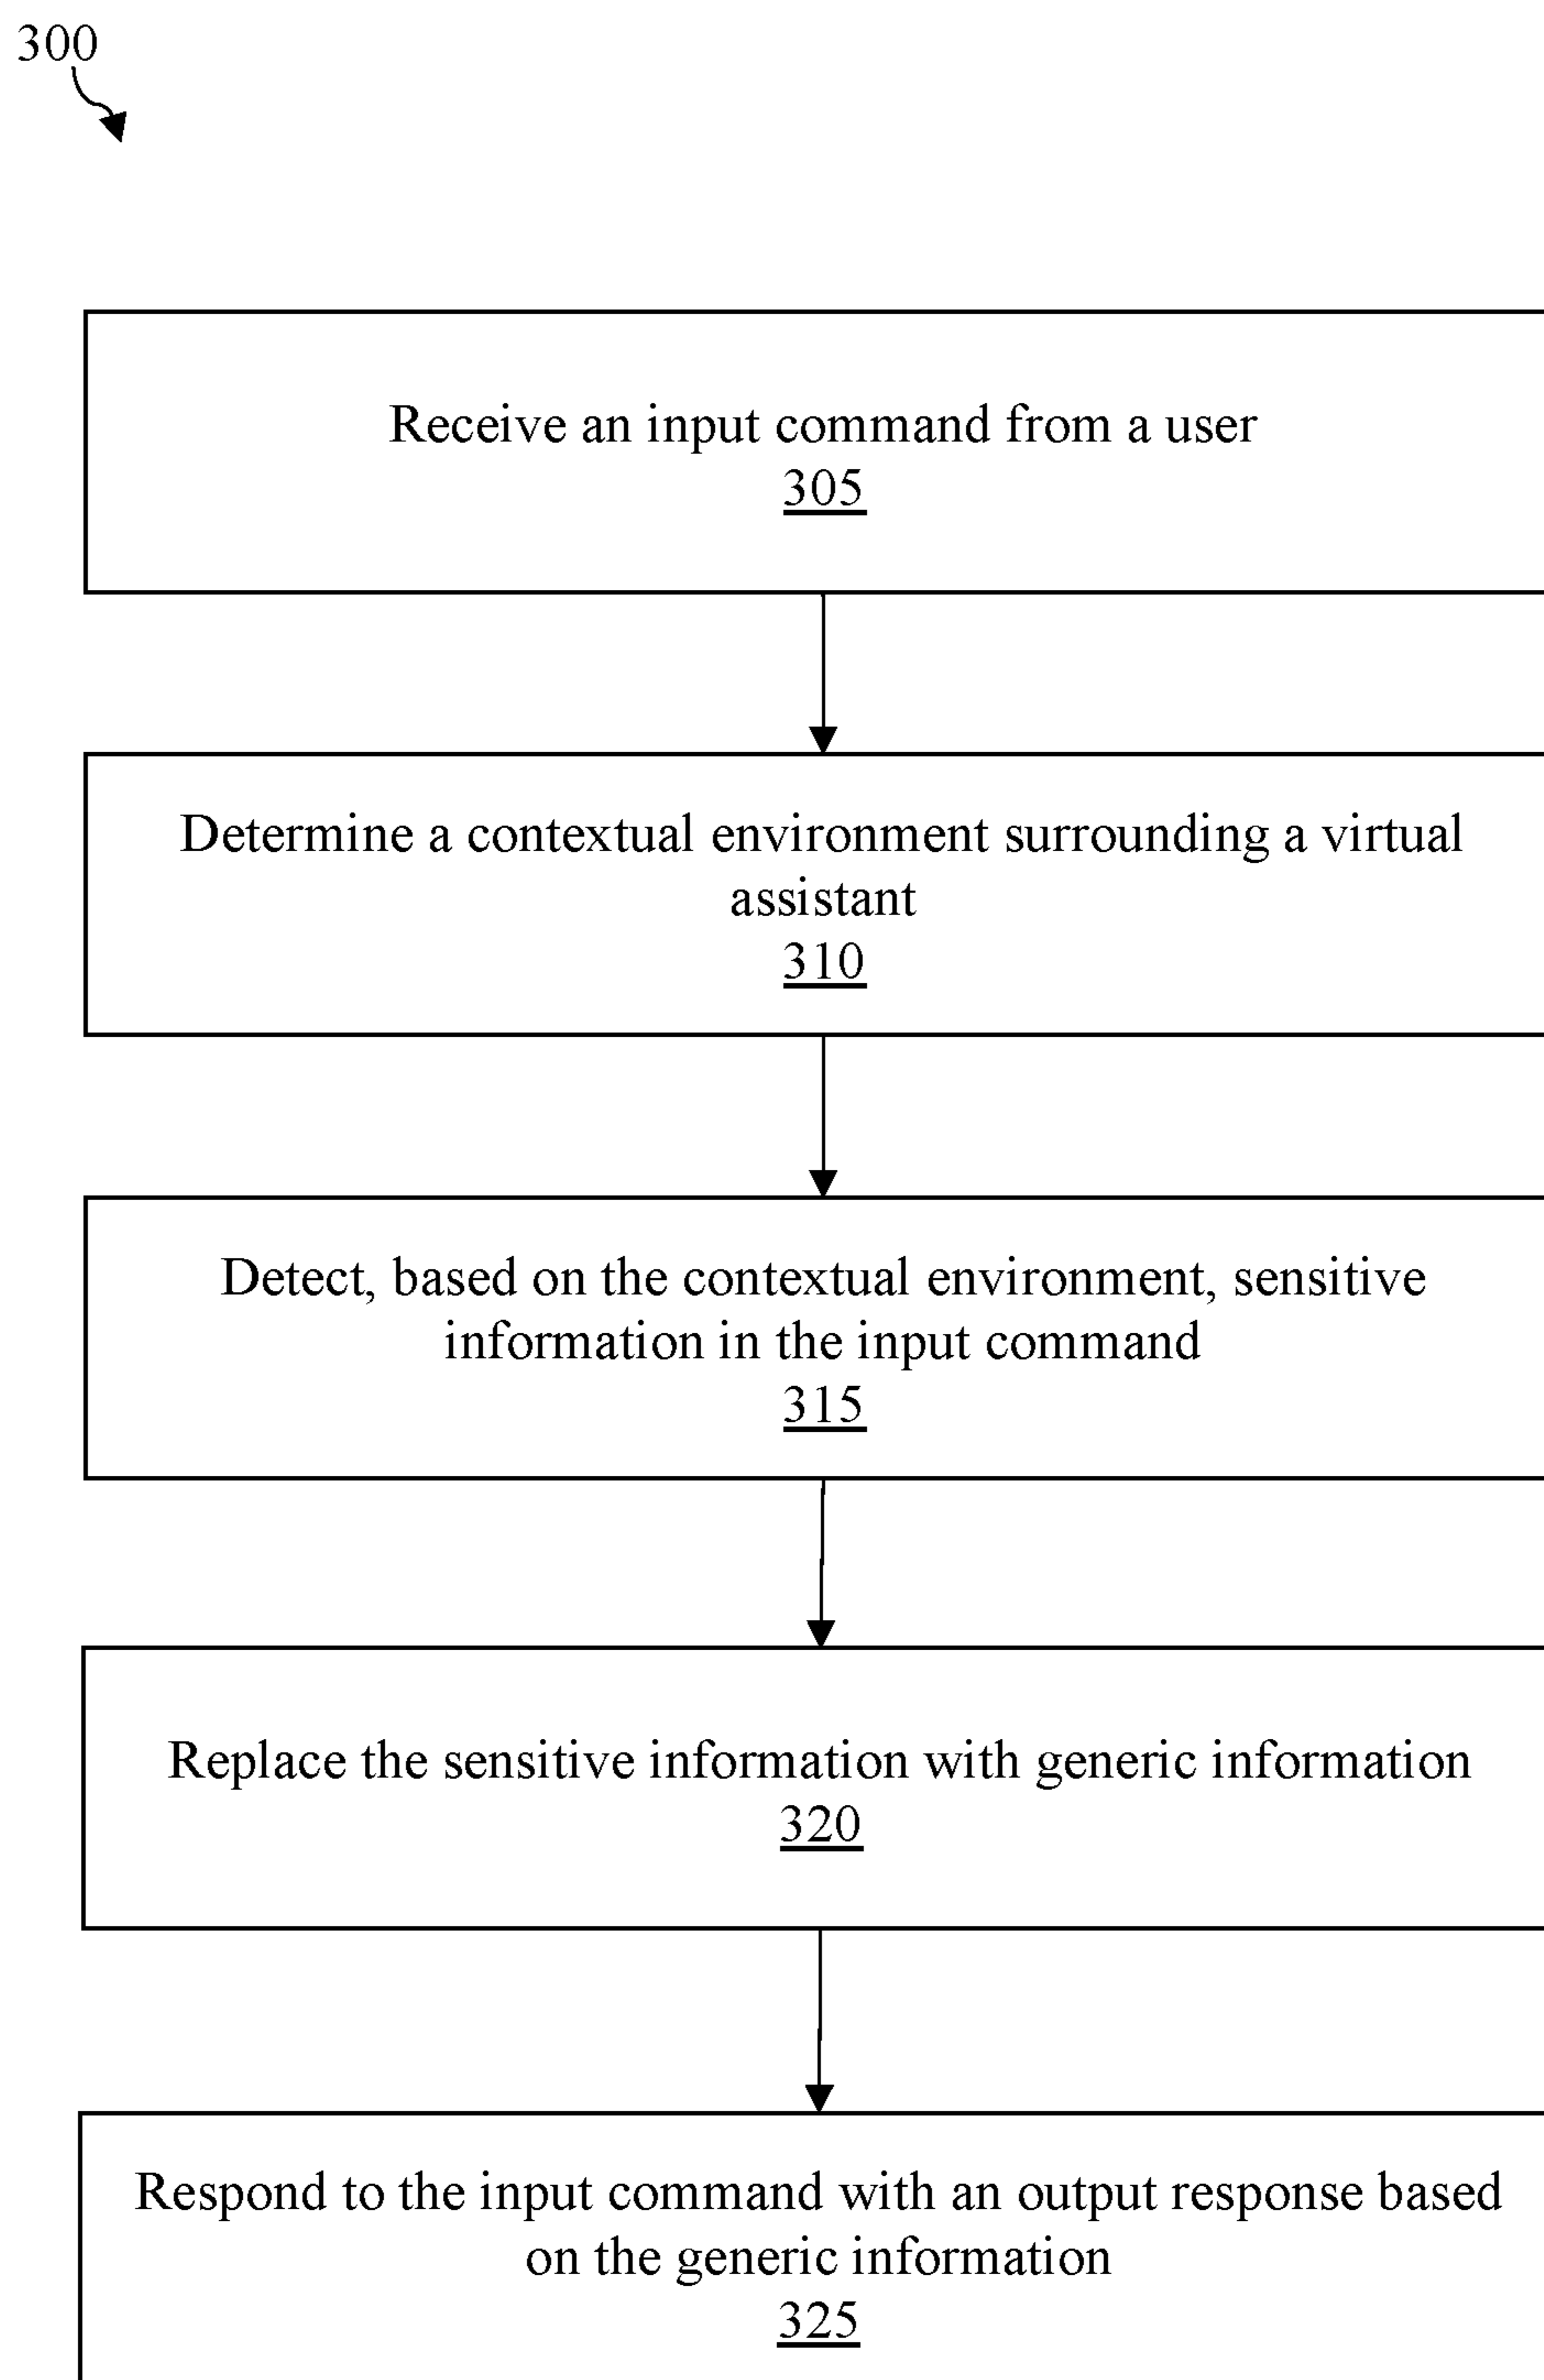 300
Receive an input command from a user
305
Determine a contextual environment surrounding a virtual
assistant
310
Detect, based on the contextual environment, sensitive
information in the input command
315
Replace the sensitive information with generic information
320
Respond to the input command with an output response based
on the generic information
325